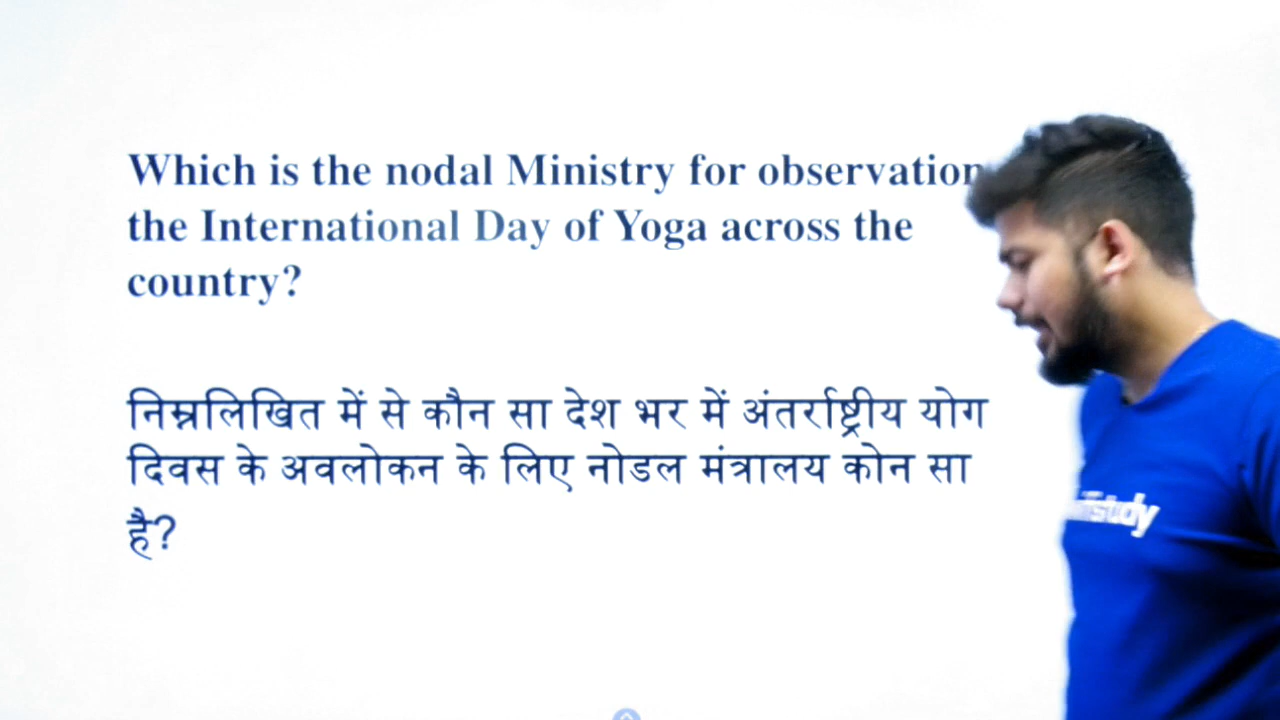 Which is the nodal Ministry for observation
the International Day of Yoga across the
country?
निम्नलिखित में से कौन सा देश भर में अंतर्राष्ट्रीय योग
दिवस के अवलोकन के लिए नोडल मंत्रालय कोन सा
है?
study